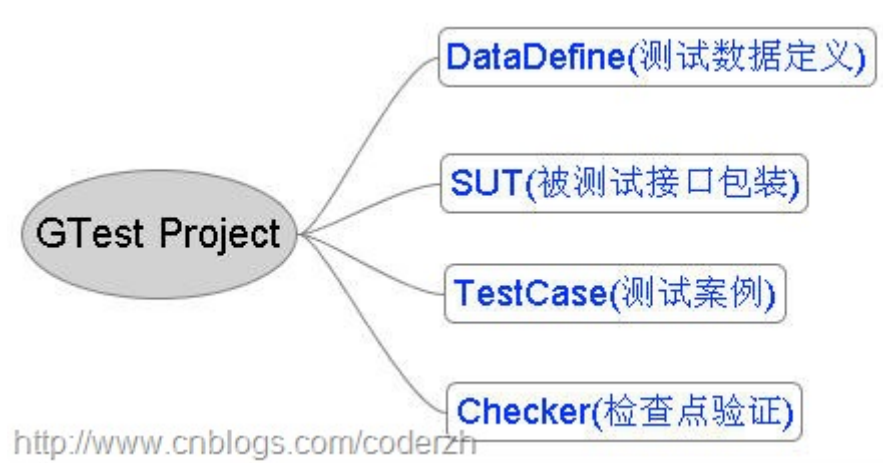 DataDefine(测试数据定义)
SUT(被测试接口包装)
GTest Project
TestCase(测试案例)
Checker(检查点验证)
http://www.cnblogs.com/coderzh